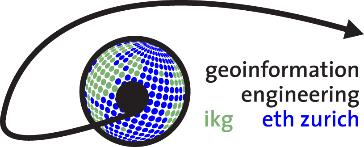 geoinformation
engineering
ikg eth zurich